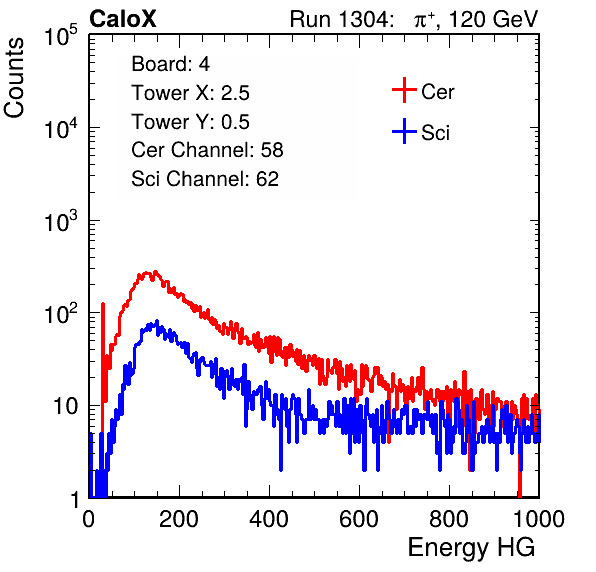 CaloX Run 1304: π⁺, 120 GeV
Counts
10⁵
10⁴
10³
10²
10
1
Board: 4
Tower X: 2.5
Tower Y: 0.5
Cer Channel: 58
Sci Channel: 62
Cer
Sci
0 200 400 600 800 1000
Energy HG